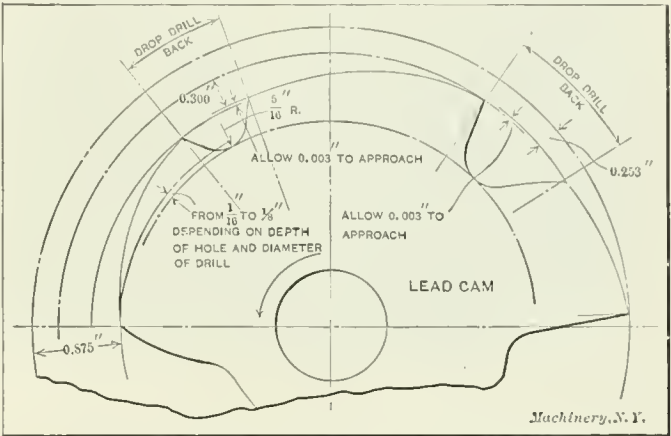 DROP DRILL
BACK
0.300"
5/16" R.
ALLOW 0.003" TO APPROACH
DROP DRILL
BACK
0.253"
FROM 1/16" TO 1/8"
DEPENDING ON DEPTH
OF HOLE AND DIAMETER
OF DRILL
ALLOW 0.003" TO
APPROACH
LEAD CAM
0.875"
Machinery, N.Y.